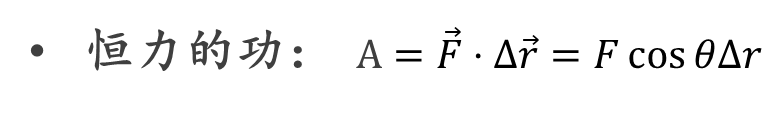 • 恒力的功： A = F⃗ · Δr⃗ = F cos θΔr